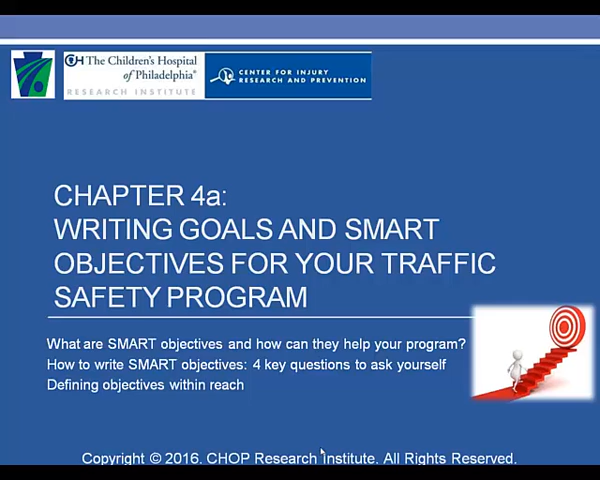 The Children's Hospital
of Philadelphia®
RESEARCH INSTITUTE
CENTER FOR INJURY
RESEARCH AND PREVENTION
CHAPTER 4a:
WRITING GOALS AND SMART
OBJECTIVES FOR YOUR TRAFFIC
SAFETY PROGRAM
What are SMART objectives and how can they help your program?
How to write SMART objectives: 4 key questions to ask yourself
Defining objectives within reach
Copyright © 2016. CHOP Research Institute. All Rights Reserved.